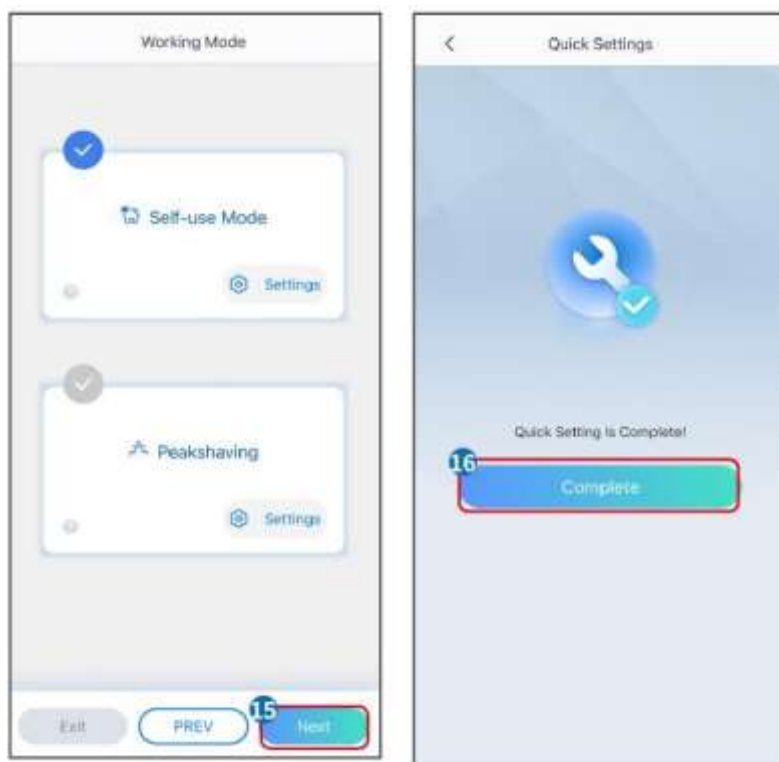 Working Mode
Self-use Mode
Settings
Peakshaving
Settings
Exit
PREV
15
Next
Quick Settings
Quick Setting Is Complete!
16
Complete